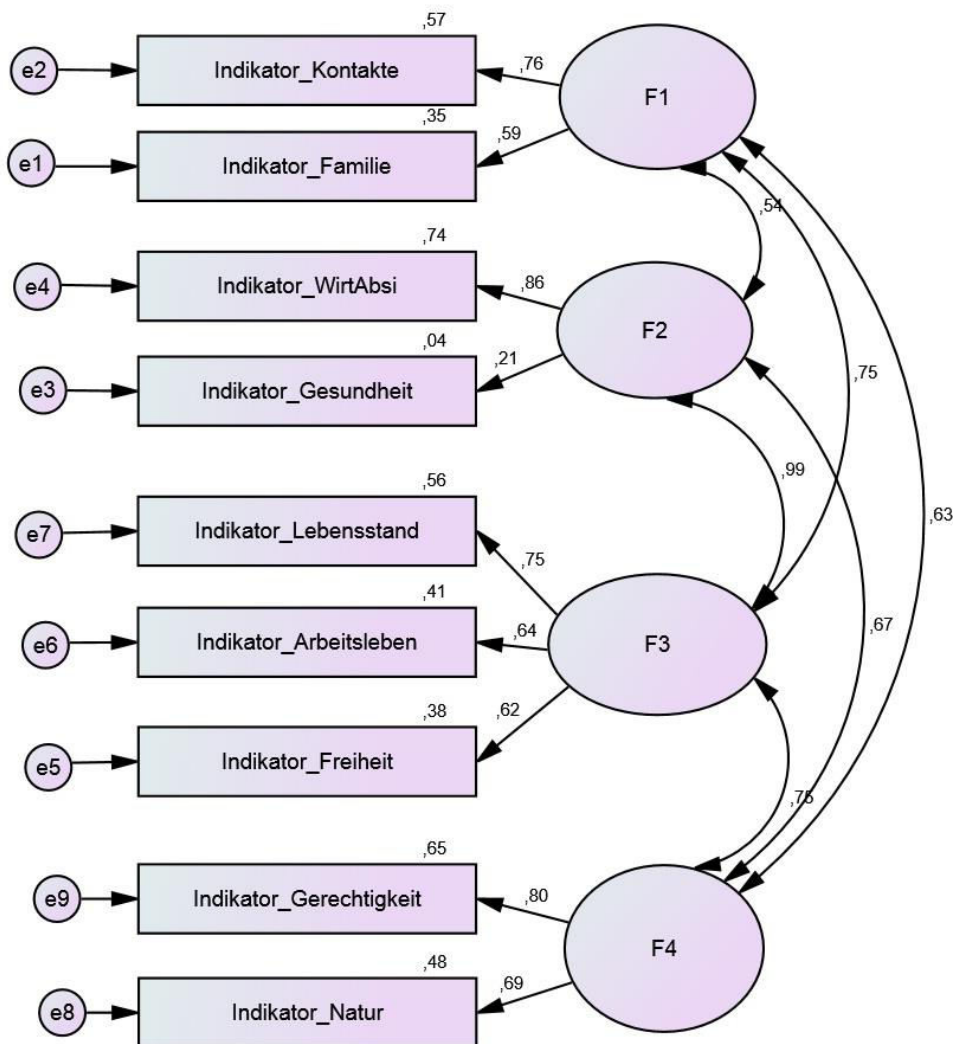 ,57
e2 Indikator_Kontakte ,76 F1
,35
e1 Indikator_Familie ,59
,54
,74
e4 Indikator_WirtAbsi ,86 F2
,04
e3 Indikator_Gesundheit ,21
,75
,99
,56
e7 Indikator_Lebensstand ,75
,63
,41
e6 Indikator_Arbeitsleben ,64 F3
,67
,38
e5 Indikator_Freiheit ,62
,75
,65
e9 Indikator_Gerechtigkeit ,80 F4
,48
e8 Indikator_Natur ,69